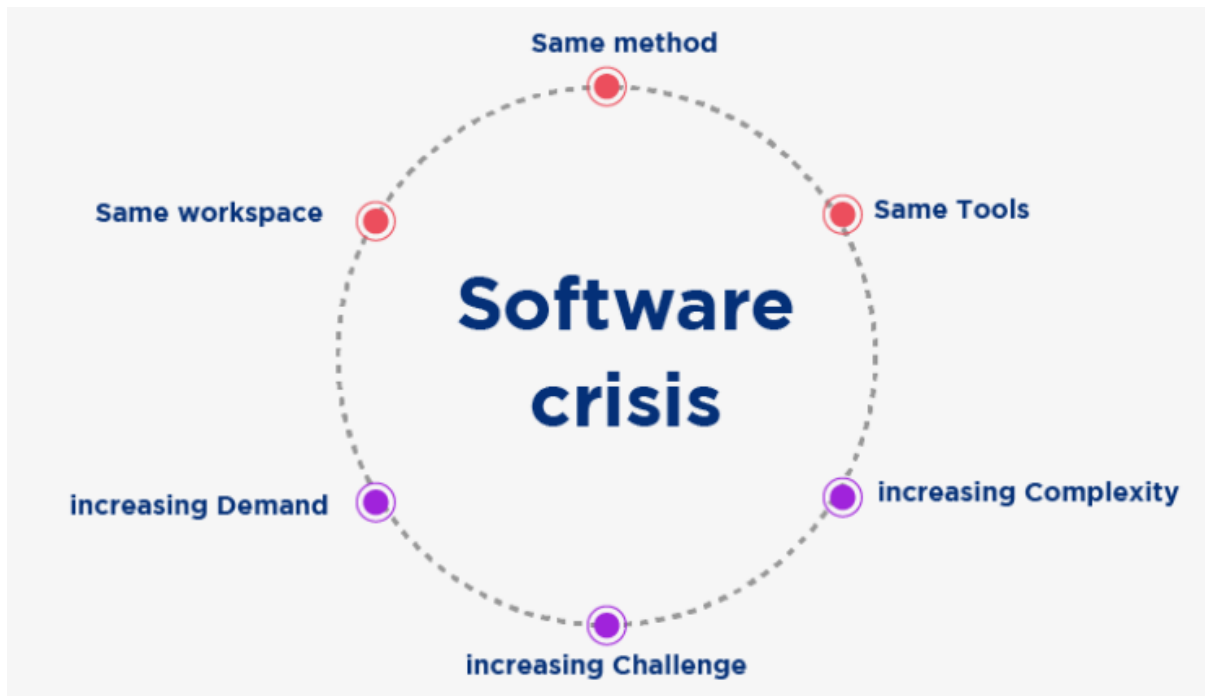 Same method
Same workspace
Same Tools
Software
crisis
increasing Demand
increasing Complexity
increasing Challenge